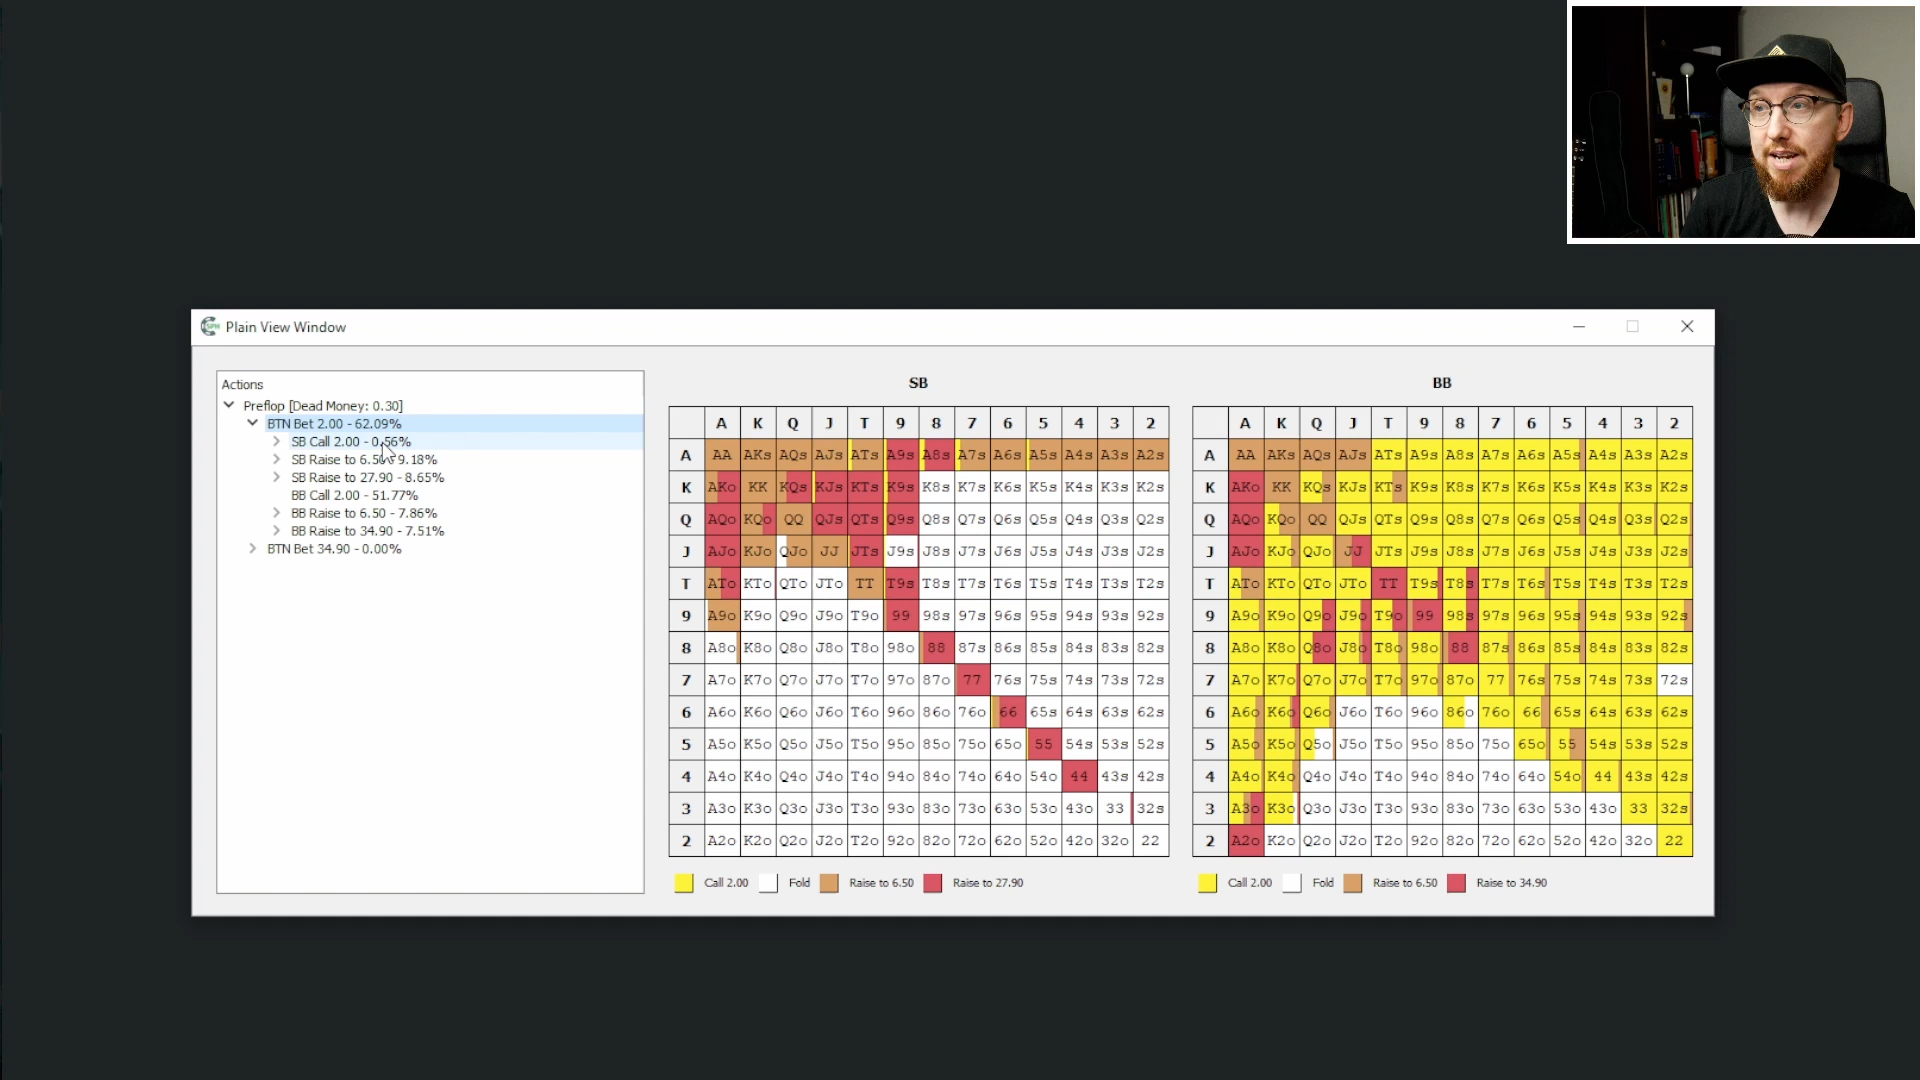 Plain View Window
Actions
Preflop [Dead Money: 0.30]
BTN Bet 2.00 - 62.09%
SB Call 2.00 - 0.56%
SB Raise to 6.50 - 9.18%
SB Raise to 27.90 - 8.65%
BB Call 2.00 - 51.77%
BB Raise to 6.50 - 7.86%
BB Raise to 34.90 - 7.51%
BTN Bet 34.90 - 0.00%
SB
A K Q J T 9 8 7 6 5 4 3 2
A AA AKs AQs AJs ATs A9s A8s A7s A6s A5s A4s A3s A2s
K AKo KK KQs KJs KTs K9s K8s K7s K6s K5s K4s K3s K2s
Q AQo KQo QQ QJs QTs Q9s Q8s Q7s Q6s Q5s Q4s Q3s Q2s
J AJo KJo QJo JJ JTs J9s J8s J7s J6s J5s J4s J3s J2s
T ATo KTo QTo JTo TT T9s T8s T7s T6s T5s T4s T3s T2s
9 A9o K9o Q9o J9o T9o 99 98s 97s 96s 95s 94s 93s 92s
8 A8o K8o Q8o J8o T8o 98o 88 87s 86s 85s 84s 83s 82s
7 A7o K7o Q7o J7o T7o 97o 87o 77 76s 75s 74s 73s 72s
6 A6o K6o Q6o J6o T6o 96o 86o 76o 66 65s 64s 63s 62s
5 A5o K5o Q5o J5o T5o 95o 85o 75o 65o 55 54s 53s 52s
4 A4o K4o Q4o J4o T4o 94o 84o 74o 64o 54o 44 43s 42s
3 A3o K3o Q3o J3o T3o 93o 83o 73o 63o 53o 43o 33 32s
2 A2o K2o Q2o J2o T2o 92o 82o 72o 62o 52o 42o 32o 22
Call 2.00 Fold Raise to 6.50 Raise to 27.90
BB
A K Q J T 9 8 7 6 5 4 3 2
A AA AKs AQs AJs ATs A9s A8s A7s A6s A5s A4s A3s A2s
K AKo KK KQs KJs KTs K9s K8s K7s K6s K5s K4s K3s K2s
Q AQo KQo QQ QJs QTs Q9s Q8s Q7s Q6s Q5s Q4s Q3s Q2s
J AJo KJo QJo JJ JTs J9s J8s J7s J6s J5s J4s J3s J2s
T ATo KTo QTo JTo TT T9s T8s T7s T6s T5s T4s T3s T2s
9 A9o K9o Q9o J9o T9o 99 98s 97s 96s 95s 94s 93s 92s
8 A8o K8o Q8o J8o T8o 98o 88 87s 86s 85s 84s 83s 82s
7 A7o K7o Q7o J7o T7o 97o 87o 77 76s 75s 74s 73s 72s
6 A6o K6o Q6o J6o T6o 96o 86o 76o 66 65s 64s 63s 62s
5 A5o K5o Q5o J5o T5o 95o 85o 75o 65o 55 54s 53s 52s
4 A4o K4o Q4o J4o T4o 94o 84o 74o 64o 54o 44 43s 42s
3 A3o K3o Q3o J3o T3o 93o 83o 73o 63o 53o 43o 33 32s
2 A2o K2o Q2o J2o T2o 92o 82o 72o 62o 52o 42o 32o 22
Call 2.00 Fold Raise to 6.50 Raise to 34.90